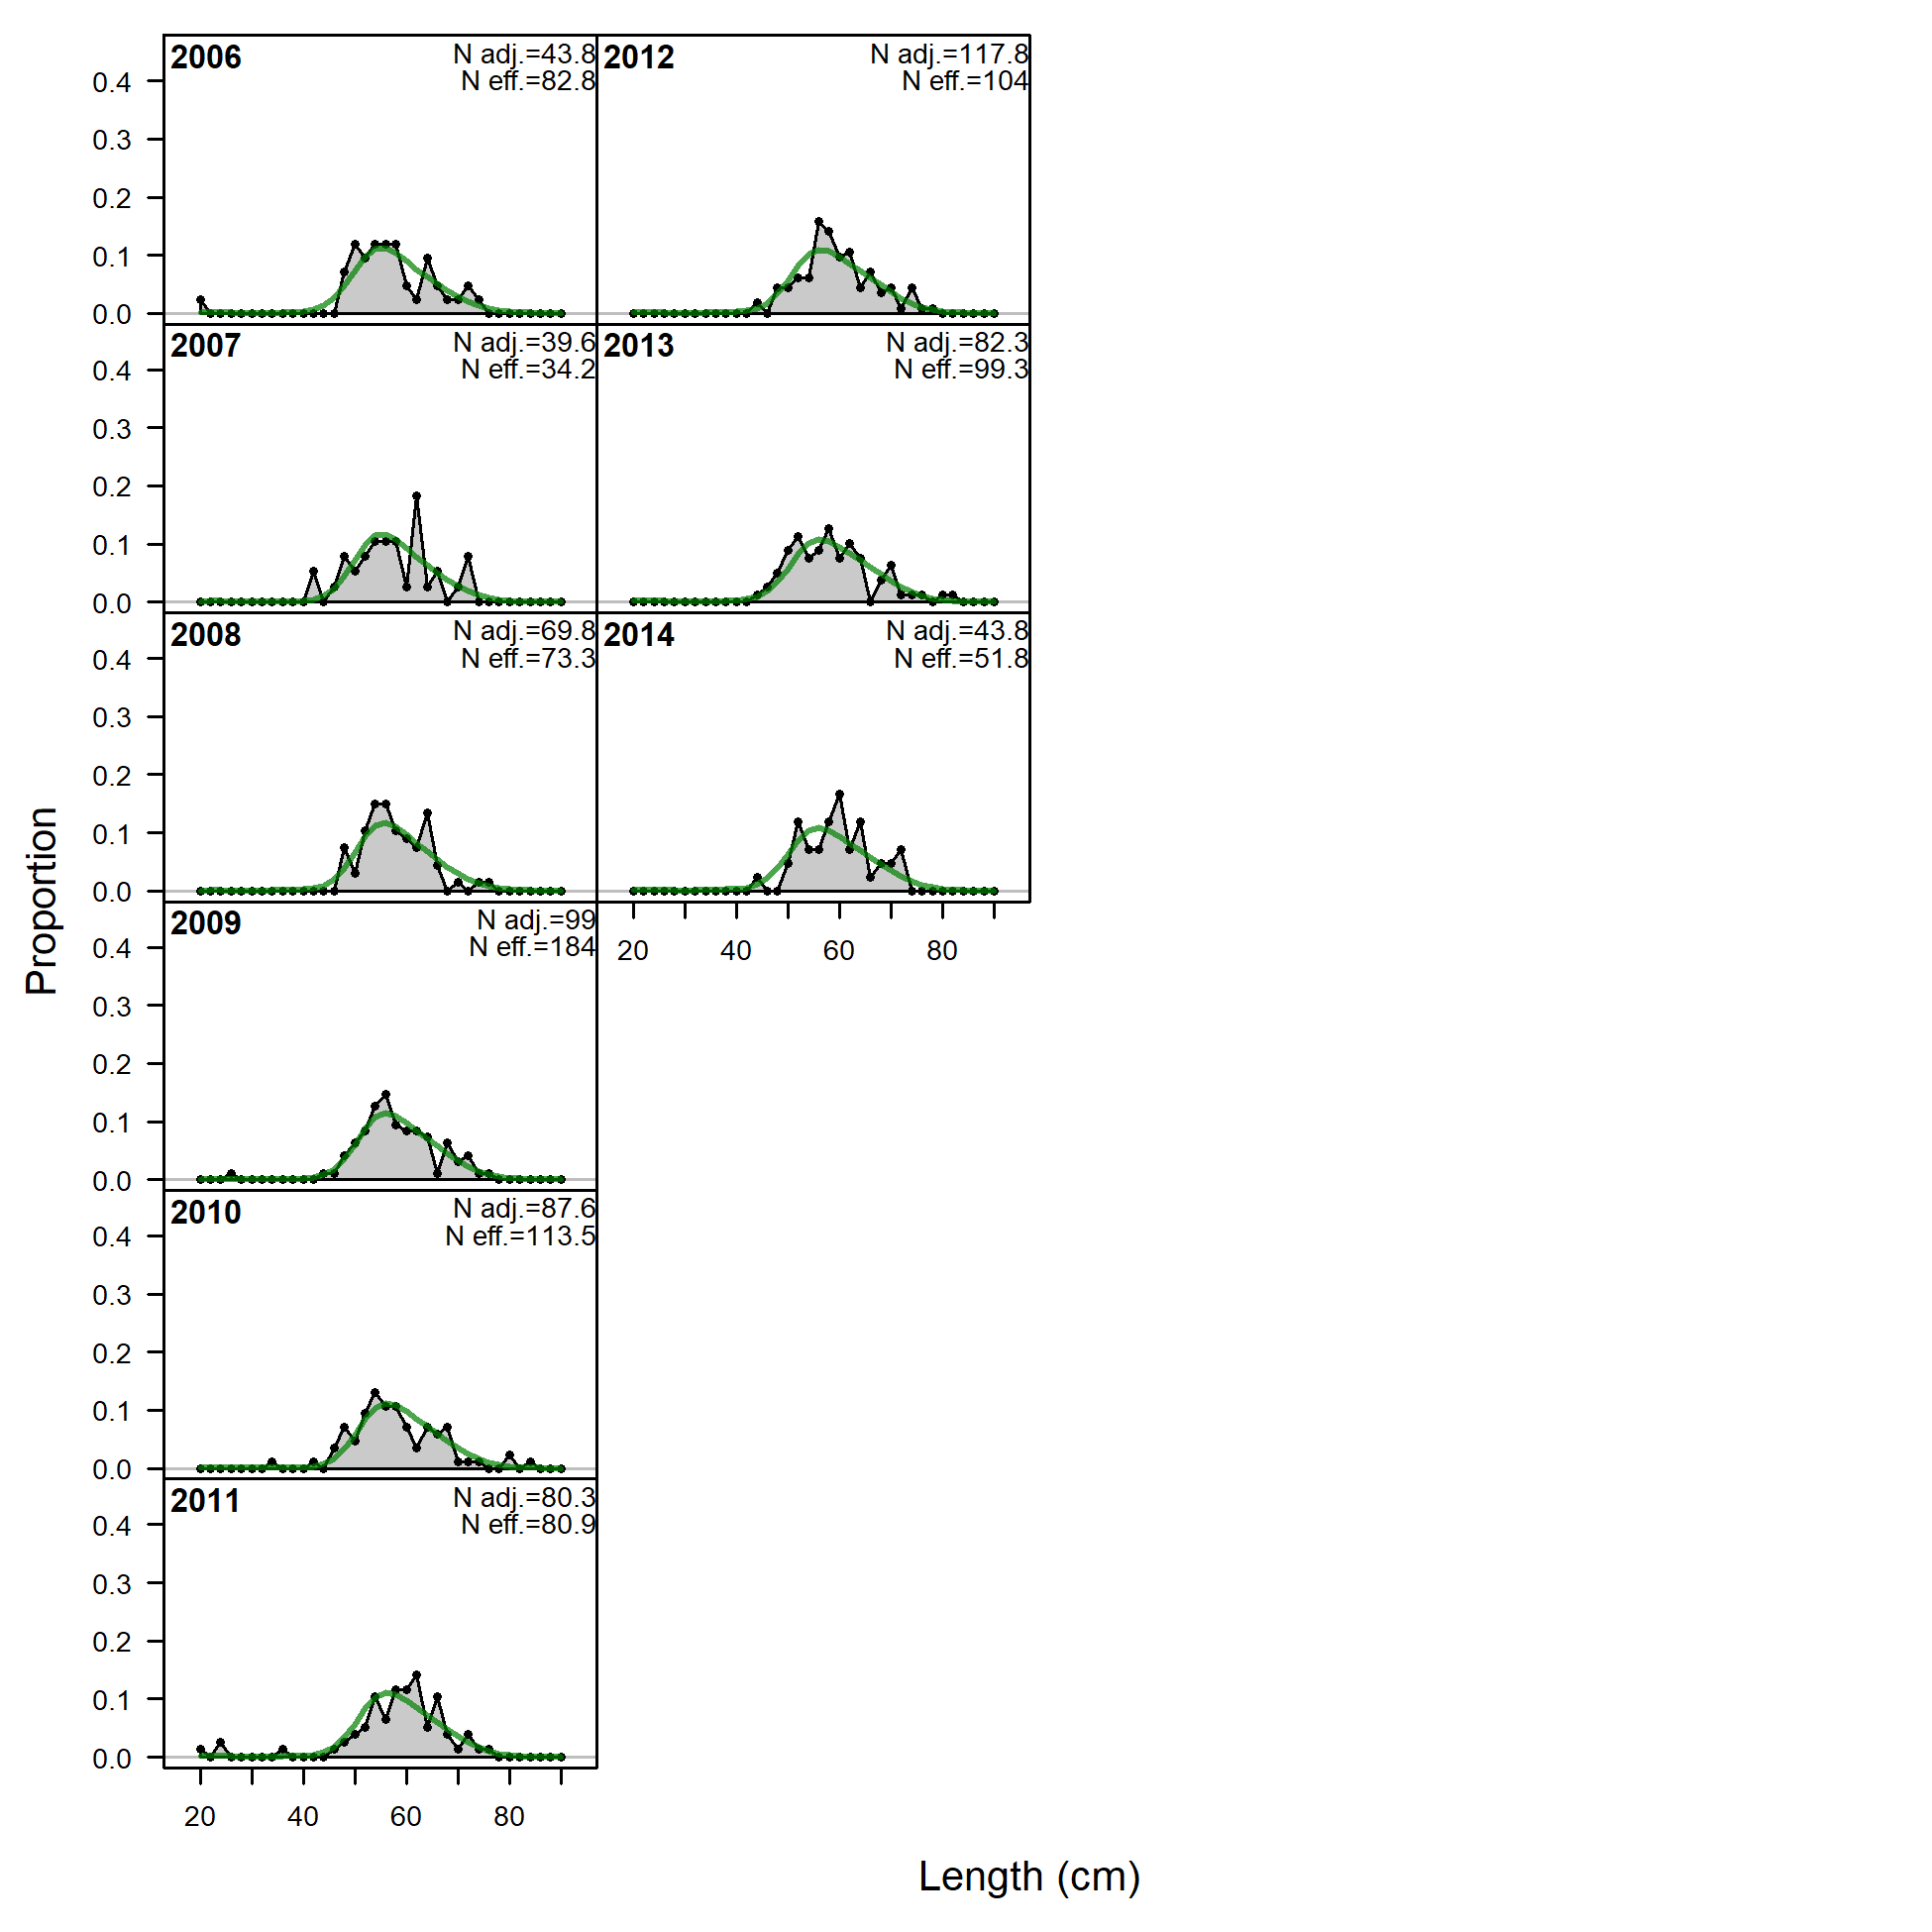 2006
N adj.=43.8
N eff.=82.8
0.4
0.3
0.2
0.1
0.0
2007
N adj.=39.6
N eff.=34.2
0.4
0.3
0.2
0.1
0.0
2008
N adj.=69.8
N eff.=73.3
0.4
0.3
0.2
0.1
0.0
2009
N adj.=99
N eff.=184
0.4
0.3
0.2
0.1
0.0
2010
N adj.=87.6
N eff.=113.5
0.4
0.3
0.2
0.1
0.0
2011
N adj.=80.3
N eff.=80.9
0.4
0.3
0.2
0.1
0.0
20 40 60 80
2012
N adj.=117.8
N eff.=104
2013
N adj.=82.3
N eff.=99.3
2014
N adj.=43.8
N eff.=51.8
20 40 60 80
Proportion
Length (cm)